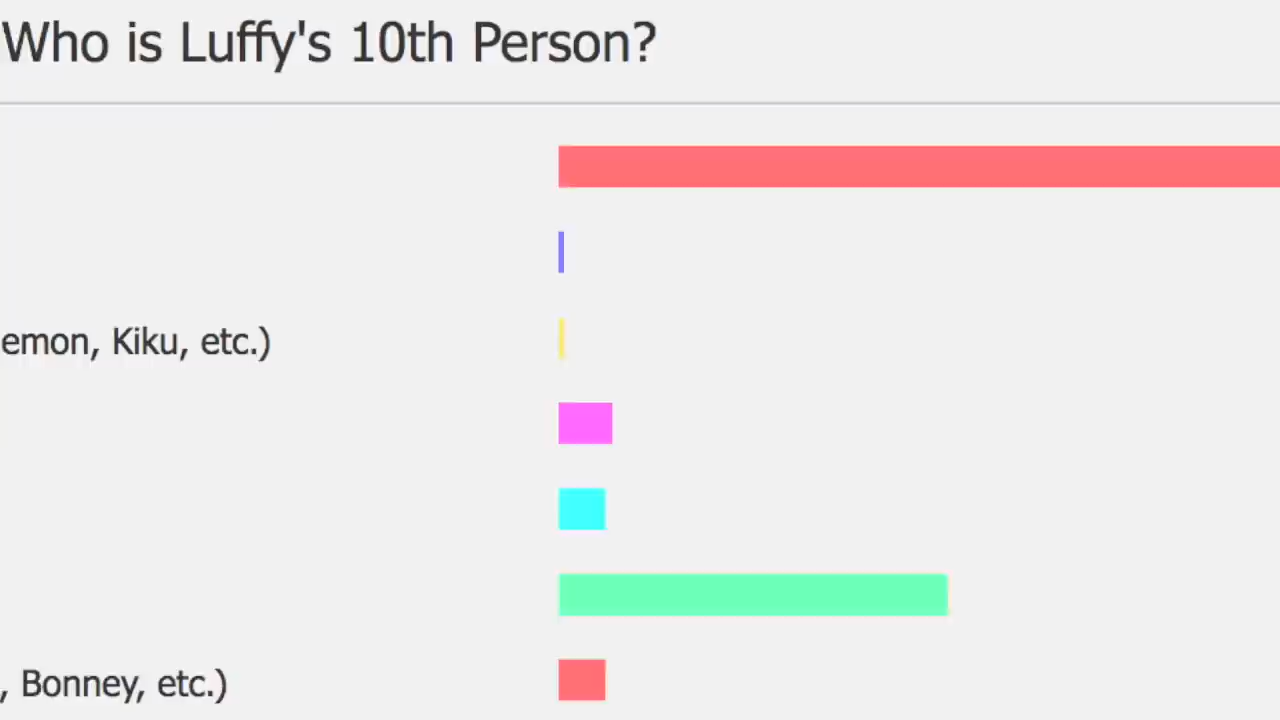 Who is Luffy's 10th Person?
emon, Kiku, etc.)
, Bonney, etc.)